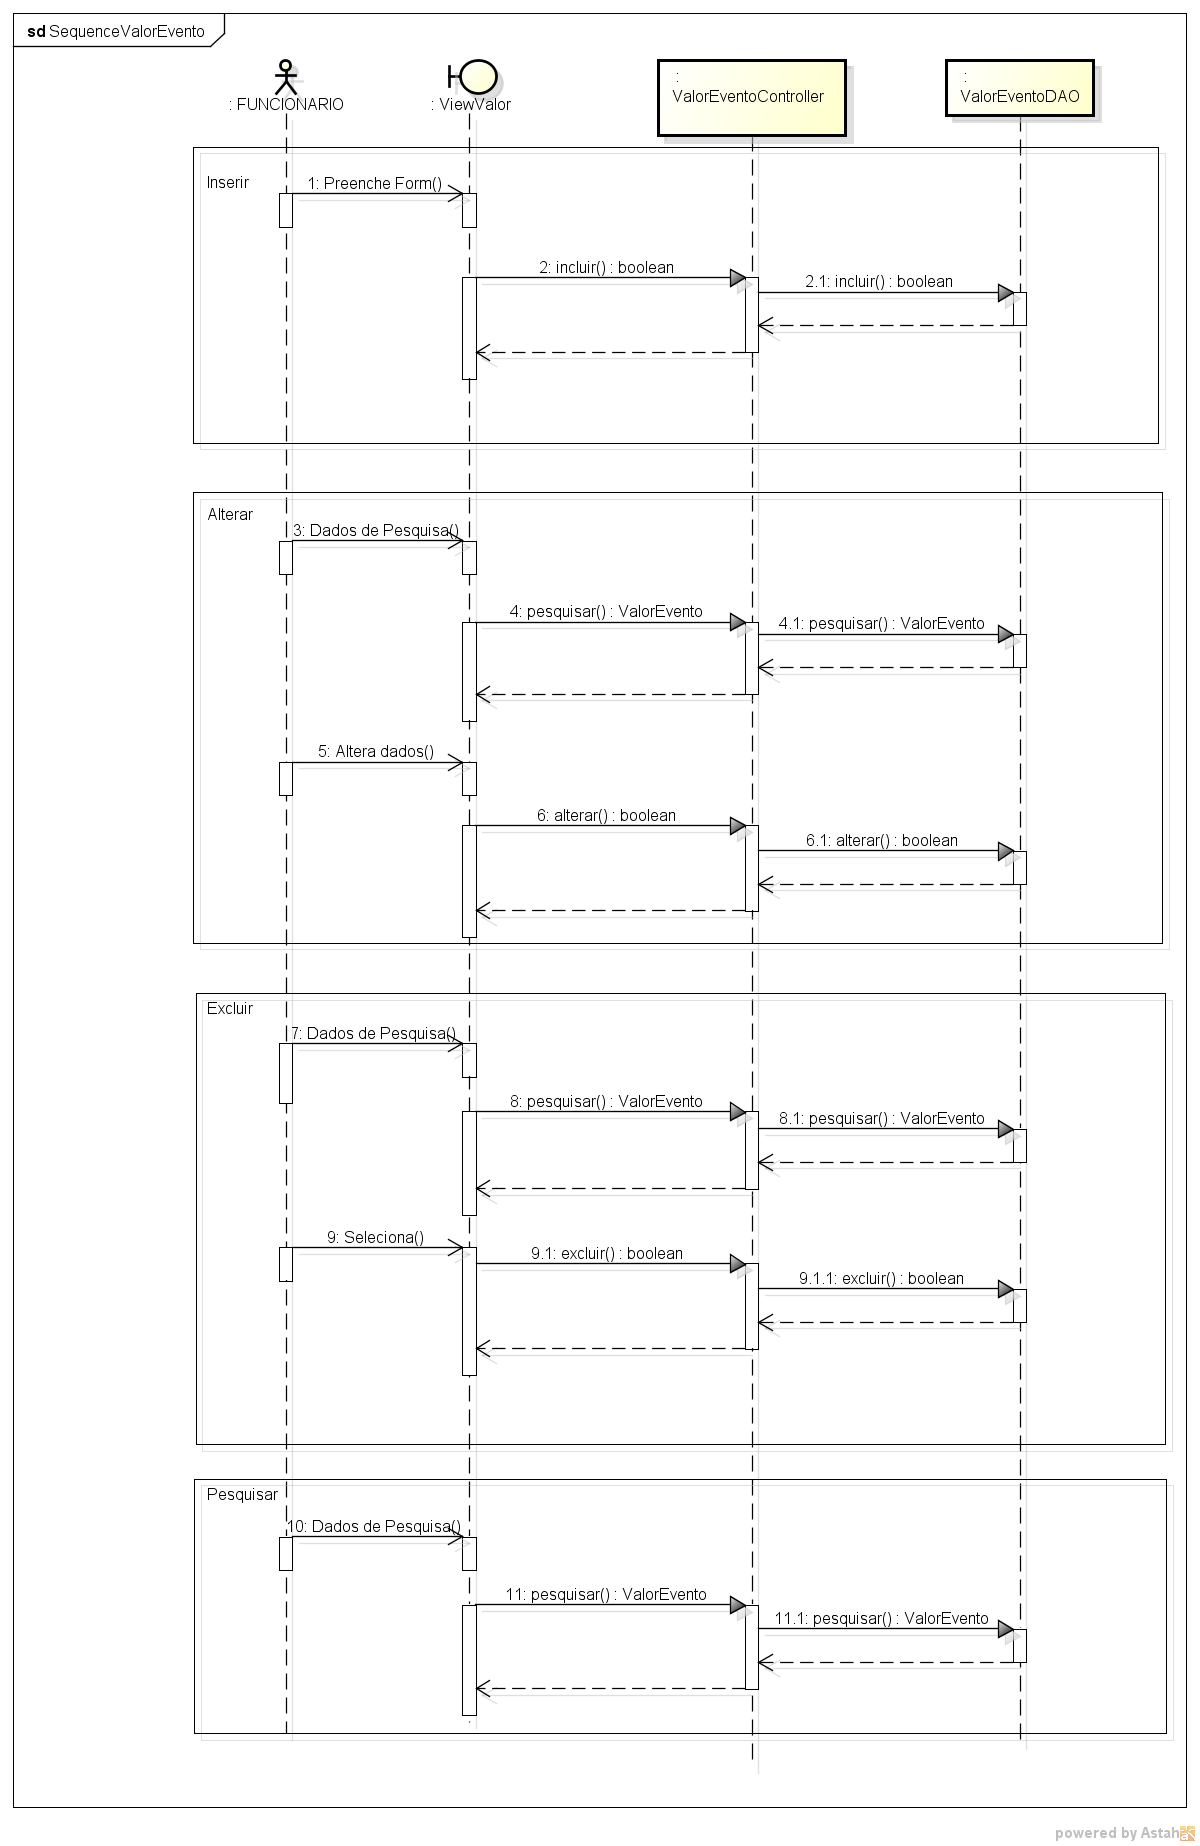 sd SequenceValorEvento
: FUNCIONARIO
: ViewValor
:
ValorEventoController
:
ValorEventoDAO
Inserir
1: Preenche Form()
2: incluir() : boolean
2.1: incluir() : boolean
Alterar
3: Dados de Pesquisa()
4: pesquisar() : ValorEvento
4.1: pesquisar() : ValorEvento
5: Altera dados()
6: alterar() : boolean
6.1: alterar() : boolean
Excluir
7: Dados de Pesquisa()
8: pesquisar() : ValorEvento
8.1: pesquisar() : ValorEvento
9: Seleciona()
9.1: excluir() : boolean
9.1.1: excluir() : boolean
Pesquisar
10: Dados de Pesquisa()
11: pesquisar() : ValorEvento
11.1: pesquisar() : ValorEvento
powered by Astah